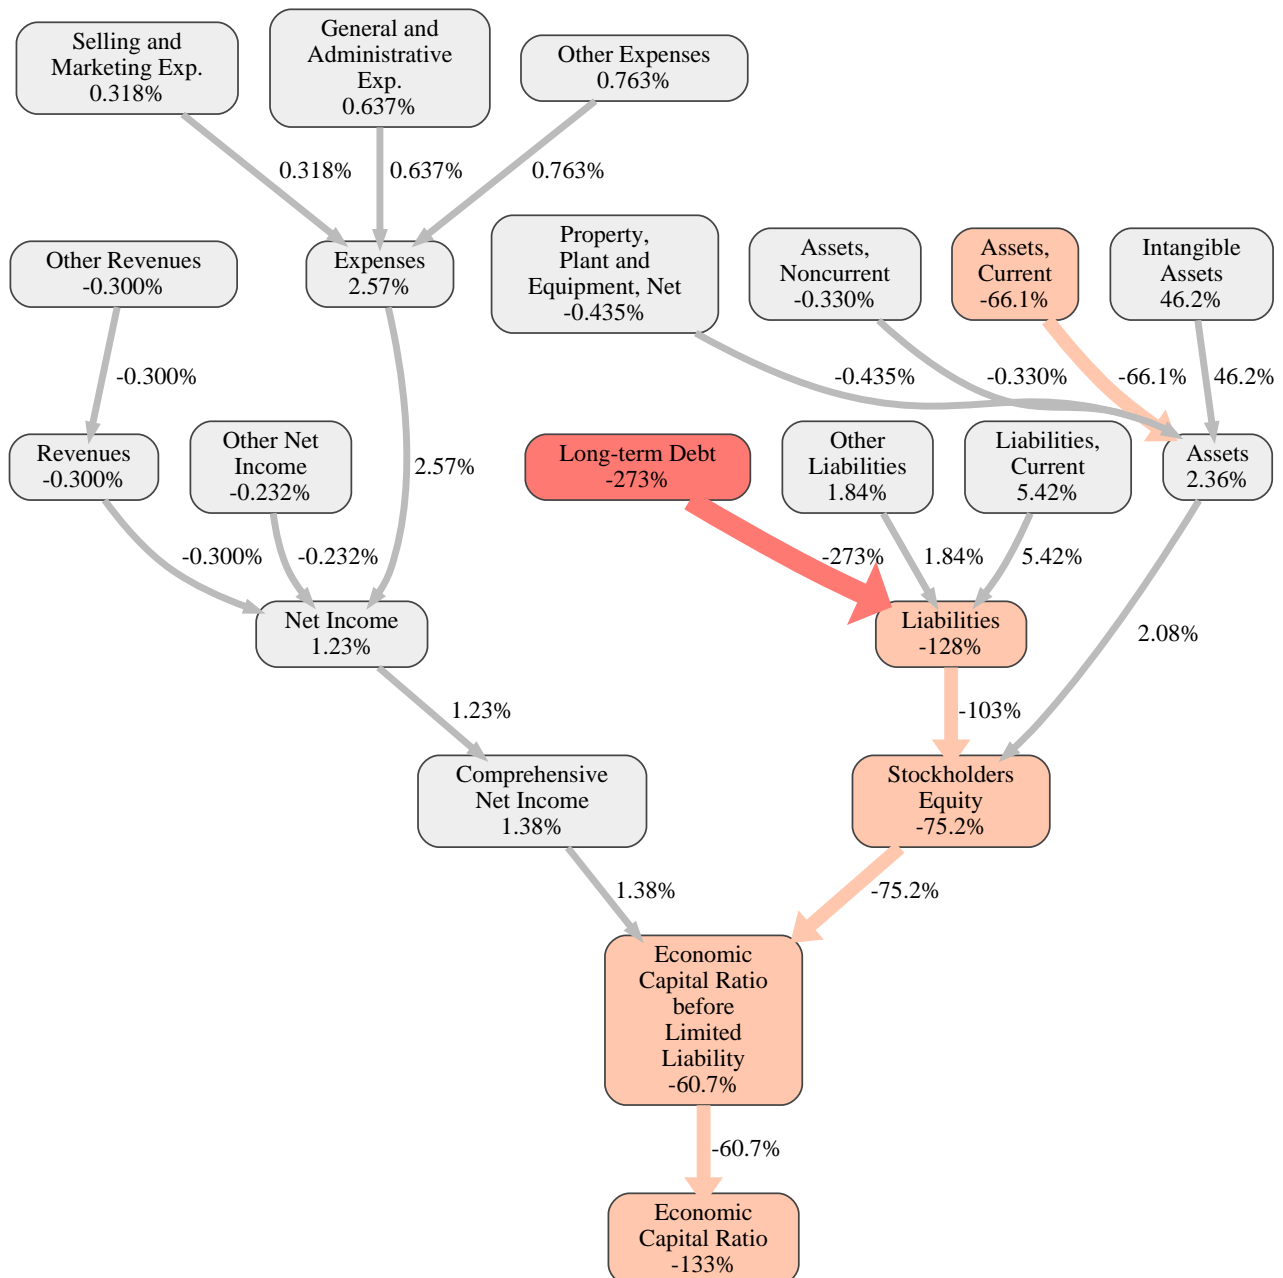 Selling and
Marketing Exp.
0.318%
General and
Administrative
Exp.
0.637%
Other Expenses
0.763%
0.318%
0.637%
0.763%
Other Revenues
-0.300%
Expenses
2.57%
Property,
Plant and
Equipment, Net
-0.435%
Assets,
Noncurrent
-0.330%
Assets,
Current
-66.1%
Intangible
Assets
46.2%
-0.300%
-0.435%
-0.330%
-66.1%
46.2%
Revenues
-0.300%
Other Net
Income
-0.232%
2.57%
Long-term Debt
-273%
Other
Liabilities
1.84%
Liabilities,
Current
5.42%
Assets
2.36%
-0.300%
-0.232%
-273%
1.84%
5.42%
Net Income
1.23%
Liabilities
-128%
2.08%
1.23%
-103%
Comprehensive
Net Income
1.38%
Stockholders
Equity
-75.2%
1.38%
-75.2%
Economic
Capital Ratio
before
Limited
Liability
-60.7%
-60.7%
Economic
Capital Ratio
-133%